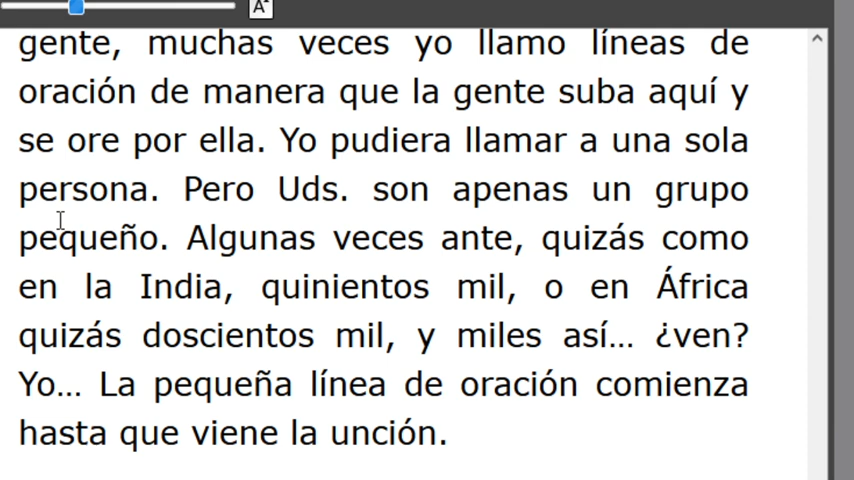 A
gente, muchas veces yo llamo líneas de
oración de manera que la gente suba aquí y
se ore por ella. Yo pudiera llamar a una sola
persona. Pero Uds. son apenas un grupo
pequeño. Algunas veces ante, quizás como
en la India, quinientos mil, o en África
quizás doscientos mil, y miles así... ¿ven?
Yo... La pequeña línea de oración comienza
hasta que viene la unción.